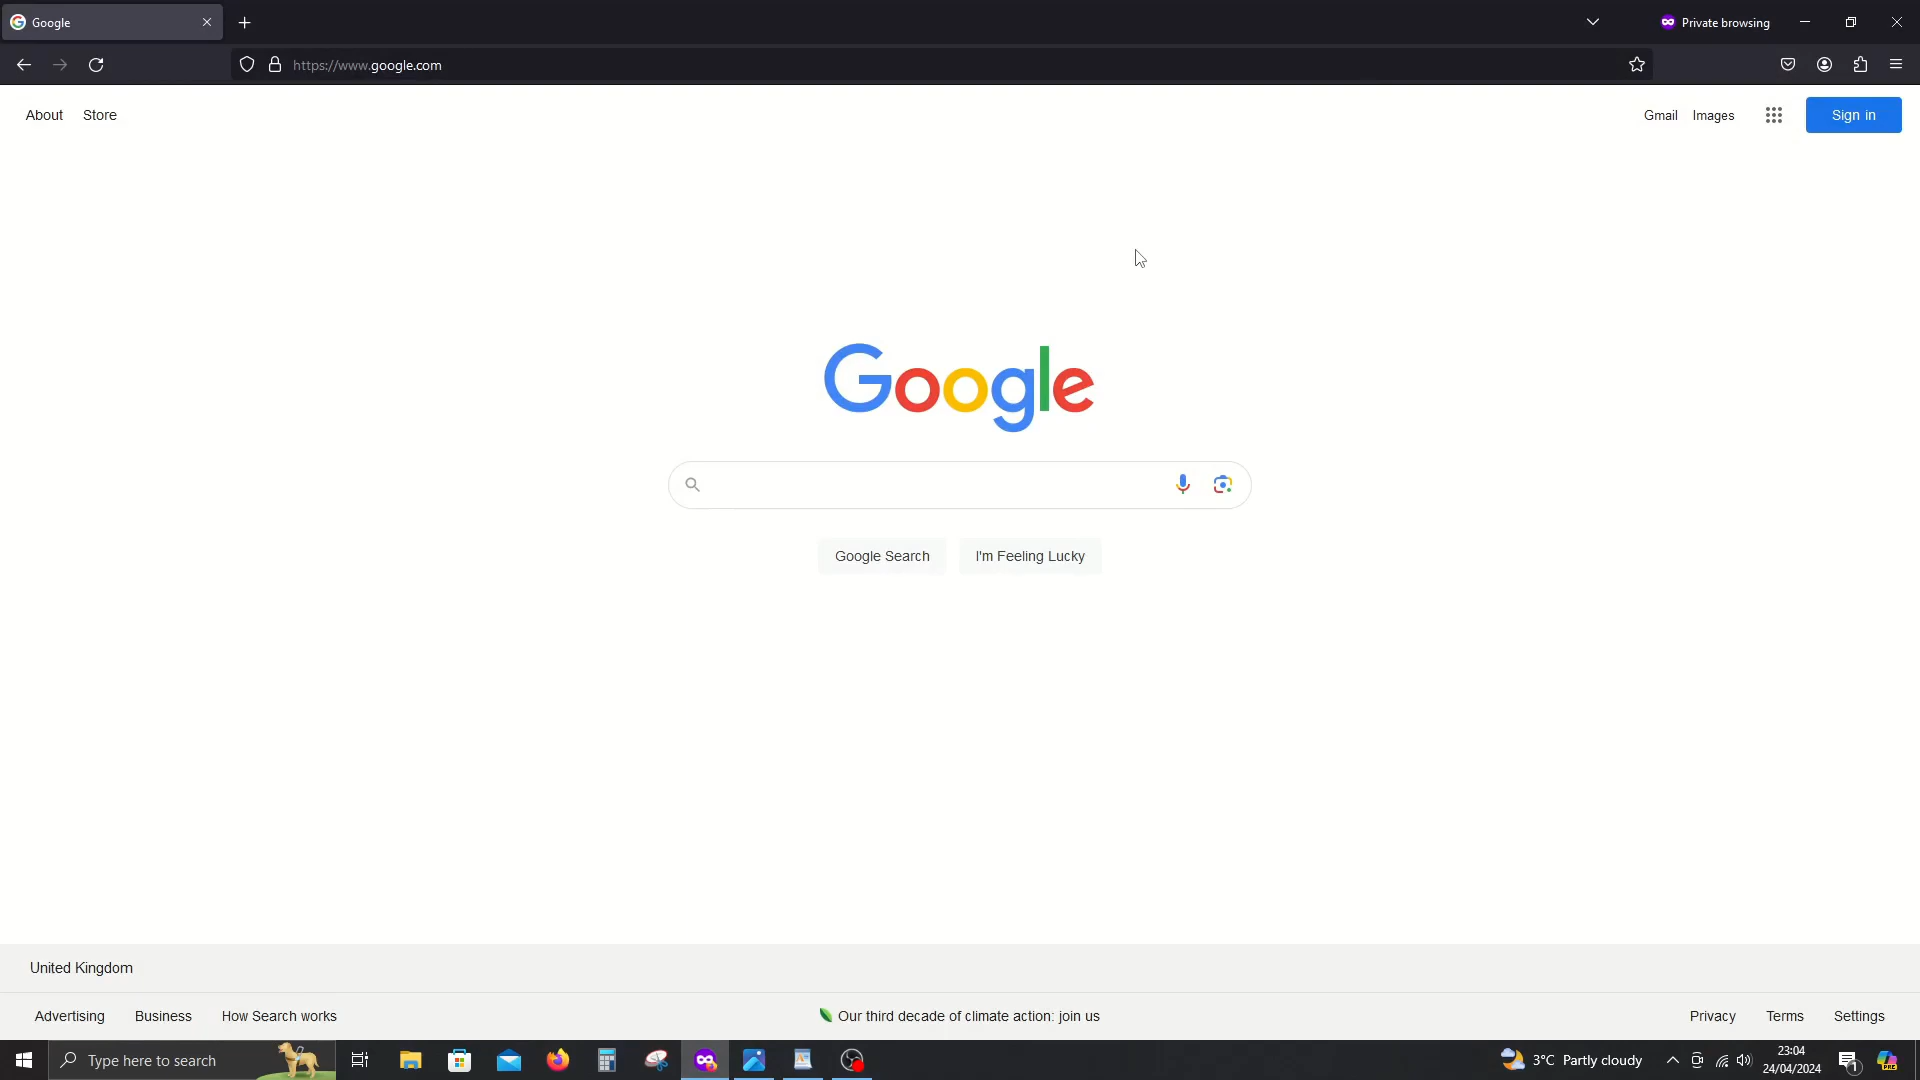 Google
Private browsing
https://www.google.com
About Store
Gmail Images Sign in
Google
Google Search I'm Feeling Lucky
United Kingdom
Advertising Business How Search works
Our third decade of climate action: join us
Privacy Terms Settings
Type here to search
3°C Partly cloudy
23:04
24/04/2024
1
PRE